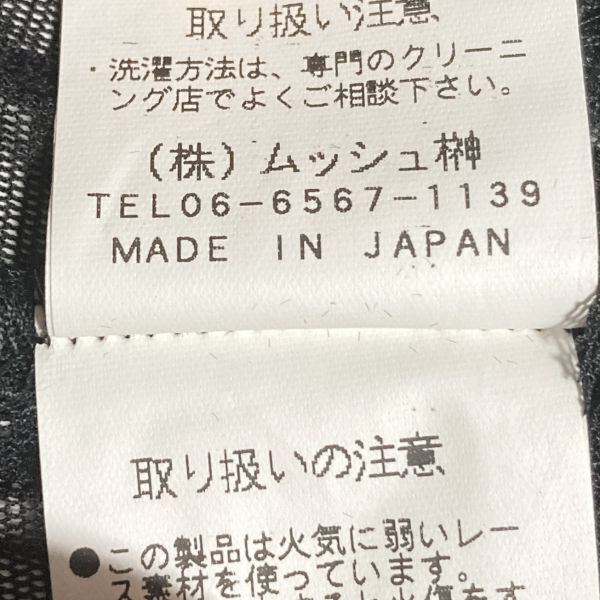 取り扱い注意
・洗濯方法は、専門のクリーニ
ング店でよくご相談下さい。
(株)ムッシュ榊
TEL06-6567-1139
MADE IN JAPAN
取り扱いの注意
●この製品は火気に弱いレー
ス素材を使っています。